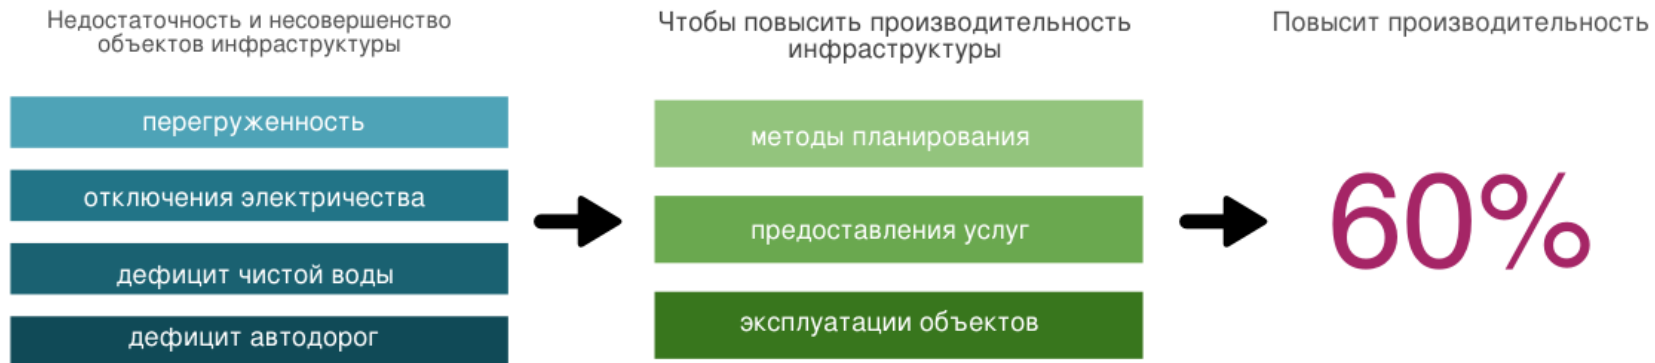 Недостаточность и несовершенство
объектов инфраструктуры
перегруженность
отключения электричества
дефицит чистой воды
дефицит автодорог
Чтобы повысить производительность
инфраструктуры
методы планирования
предоставления услуг
эксплуатации объектов
Повысит производительность
60%